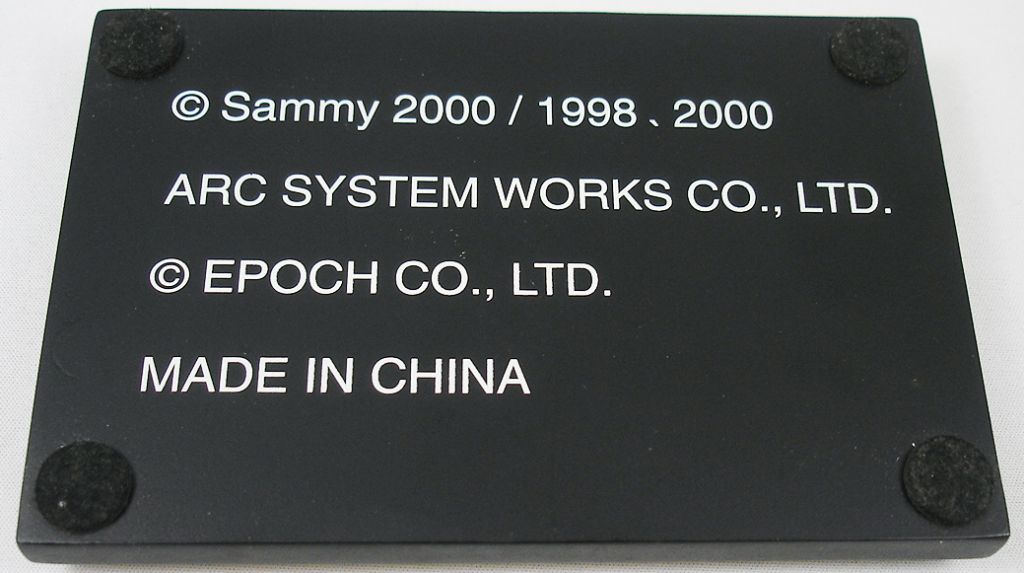 © Sammy 2000 / 1998、2000
ARC SYSTEM WORKS CO., LTD.
© EPOCH CO., LTD.
MADE IN CHINA